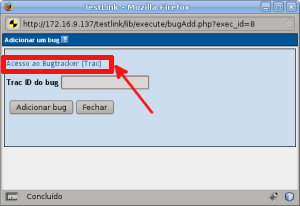 TestLink - Mozilla Firefox
http://172.16.9.137/testlink/lib/execute/bugAdd.php?exec_id=8
Adicionar um bug ?
Acesso ao Bugtracker (Trac)
Trac ID do bug
Adicionar bug Fechar
Concluído